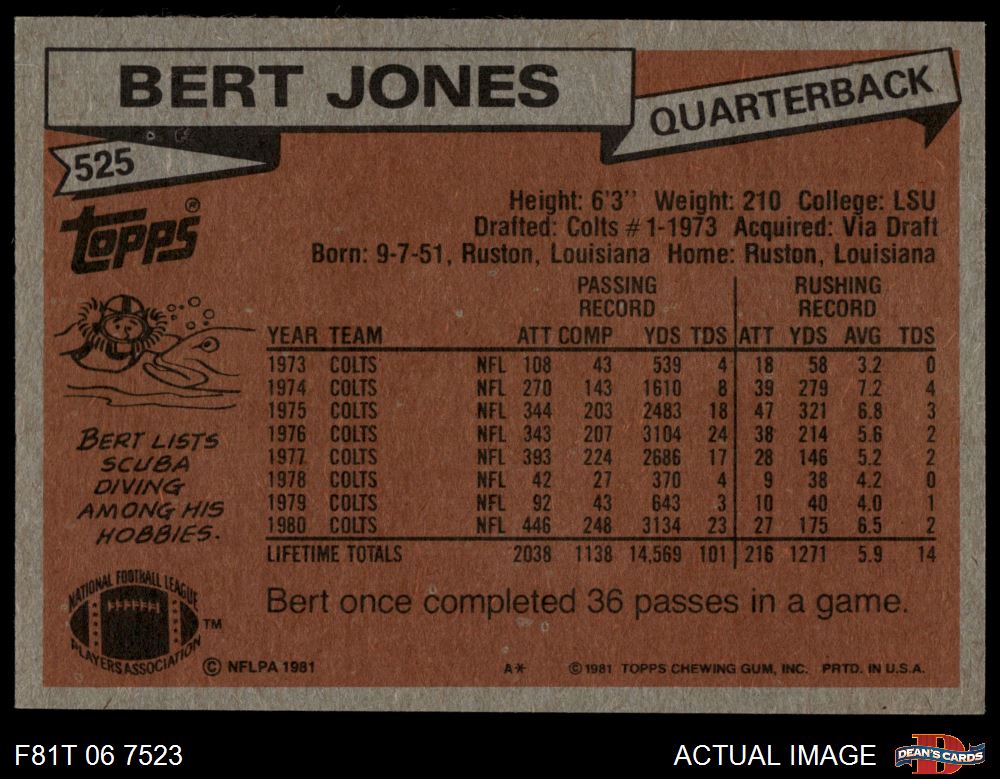 BERT JONES
QUARTERBACK
525
topps®
Height: 6'3'' Weight: 210 College: LSU
Drafted: Colts #1-1973 Acquired: Via Draft
Born: 9-7-51, Ruston, Louisiana Home: Ruston, Louisiana
PASSING RECORD RUSHING RECORD
YEAR TEAM ATT COMP YDS TDS ATT YDS AVG TDS
1973 COLTS NFL 108 43 539 4 18 58 3.2 0
1974 COLTS NFL 270 143 1610 8 39 279 7.2 4
1975 COLTS NFL 344 203 2483 18 47 321 6.8 3
1976 COLTS NFL 343 207 3104 24 38 214 5.6 2
1977 COLTS NFL 393 224 2686 17 28 146 5.2 2
1978 COLTS NFL 42 27 370 4 9 38 4.2 0
1979 COLTS NFL 92 43 643 3 10 40 4.0 1
1980 COLTS NFL 446 248 3134 23 27 175 6.5 2
LIFETIME TOTALS 2038 1138 14,569 101 216 1271 5.9 14
BERT LISTS
SCUBA
DIVING
AMONG HIS
HOBBIES.
Bert once completed 36 passes in a game.
NATIONAL FOOTBALL LEAGUE
PLAYERS ASSOCIATION
TM
© NFLPA 1981 A* © 1981 TOPPS CHEWING GUM, INC. PRTD. IN U.S.A.
F81T 06 7523 ACTUAL IMAGE D DEAN'S CARDS